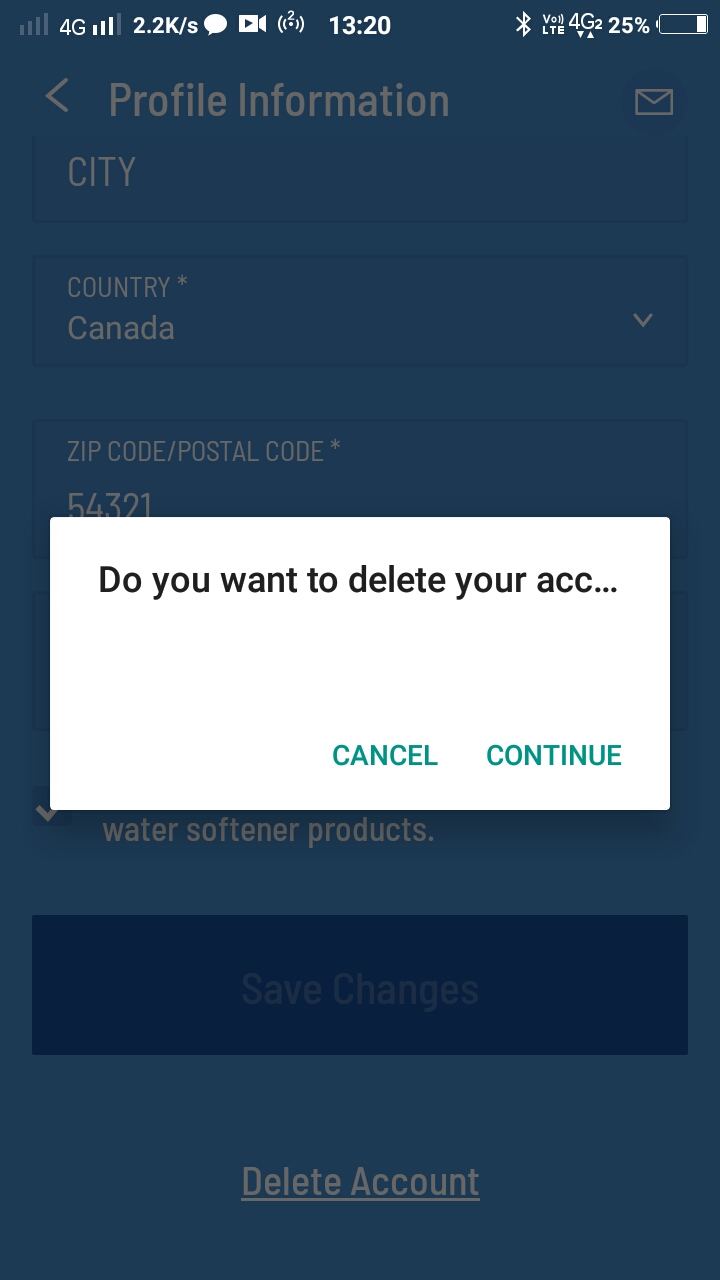 4G 2.2K/s 2 13:20 Vo) LTE 4G2 25%
Profile Information
CITY
COUNTRY *
Canada
ZIP CODE/POSTAL CODE *
54321
Do you want to delete your acc...
CANCEL CONTINUE
water softener products.
Save Changes
Delete Account